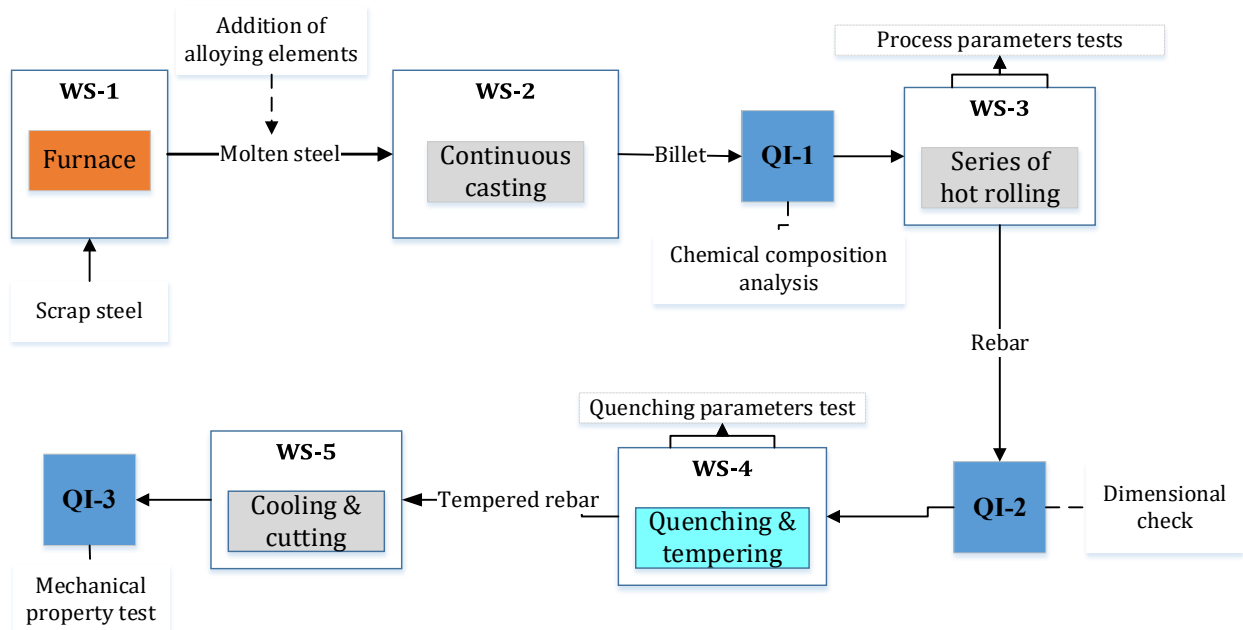 Addition of
alloying elements
WS-1
Furnace
Molten steel
Scrap steel
WS-2
Continuous
casting
Billet
QI-1
Chemical composition
analysis
Process parameters tests
WS-3
Series of
hot rolling
Rebar
QI-2
Dimensional
check
Quenching parameters test
WS-4
Quenching &
tempering
Tempered rebar
WS-5
Cooling &
cutting
QI-3
Mechanical
property test